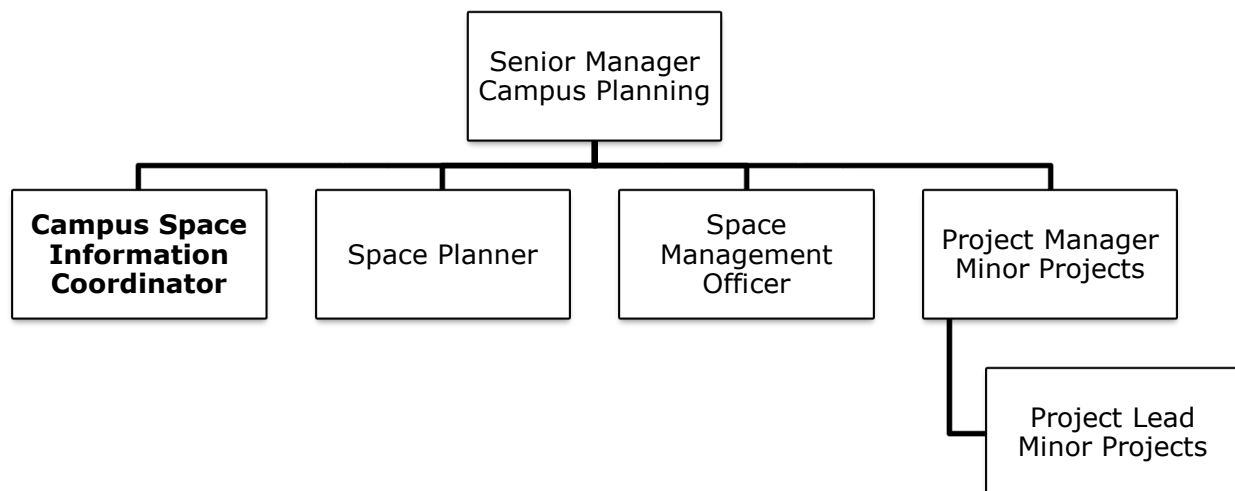 Senior Manager
Campus Planning
Campus Space
Information
Coordinator
Space Planner
Space
Management
Officer
Project Manager
Minor Projects
Project Lead
Minor Projects